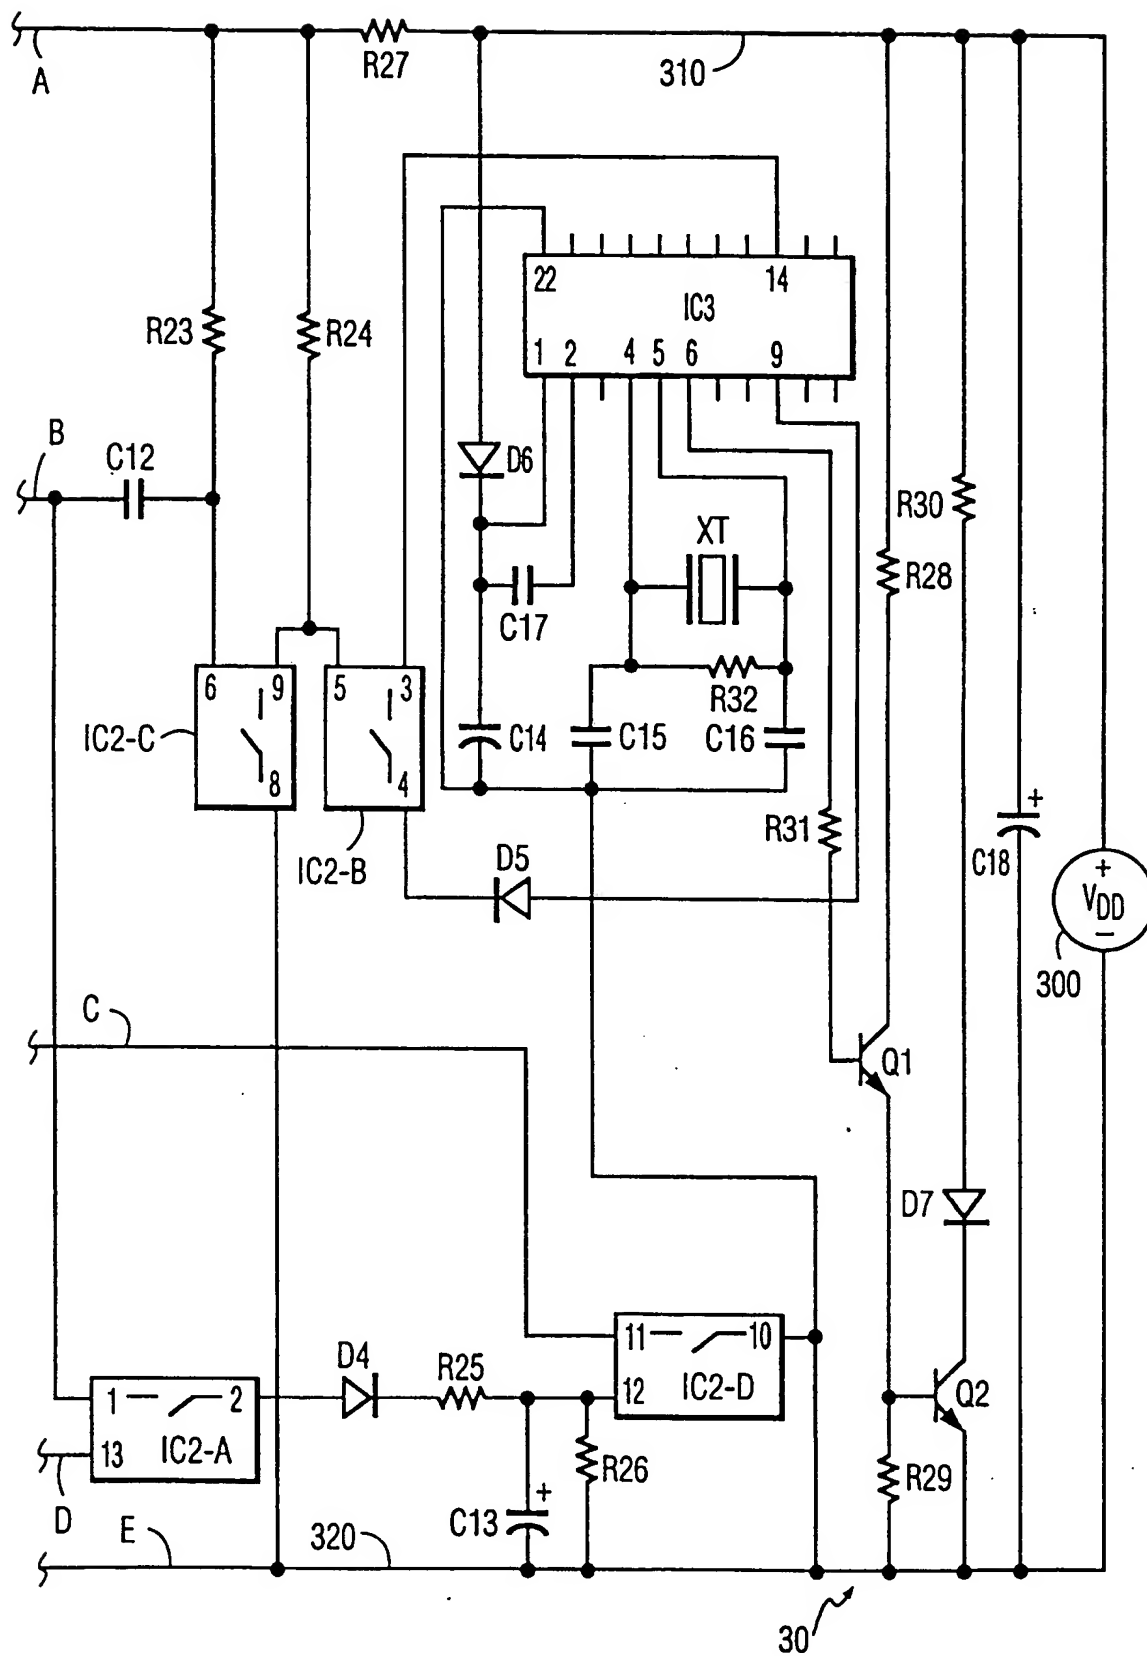 A
R27
310
22
14
IC3
R23
R24
1 2 4 5 6 9
B
C12
D6
R30
XT
R28
C17
R32
6 9
5 3
IC2-C
C14
C15
C16
8
4
R31
+
C18
IC2-B
D5
+
VDD
−
300
C
Q1
D7
11 10
D4
R25
12
IC2-D
Q2
1 2
13
IC2-A
R26
R29
D
+
C13
E
320
30